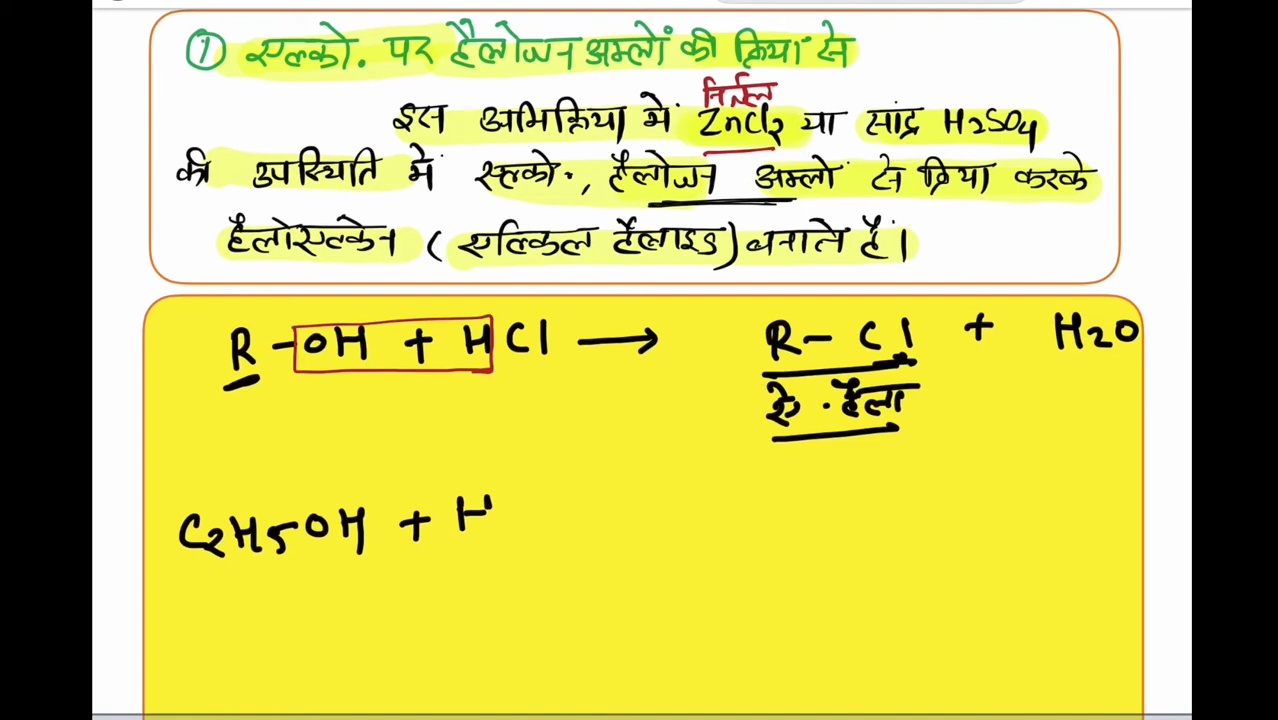 ① एल्को. पर हैलोजन अम्लों की क्रिया से
निर्जल
इस अभिक्रिया में ZnCl2 या सांद्र H2SO4
की उपस्थिति में एल्को., हैलोजन अम्लो से क्रिया करके
हैलोएल्केन (एल्किल हैलाइड) बनाते है।
R-OH + HCl ⟶ R-Cl + H2O
C2H5OH + H